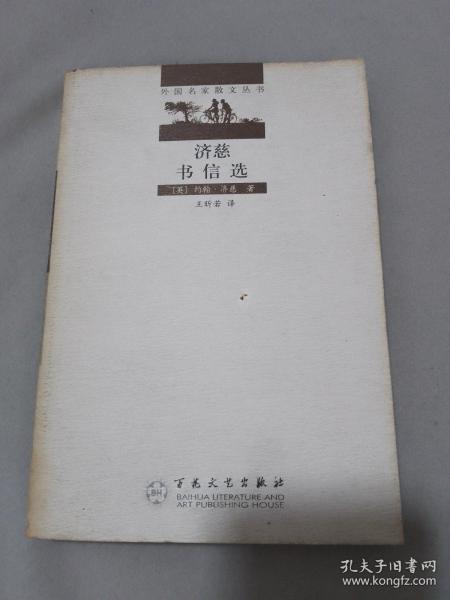 外国名家散文丛书
济慈
书信选
[英] 约翰·济慈 著
王昕若 译
BH
百花文艺出版社
BAIHUA LITERATURE AND
ART PUBLISHING HOUSE
孔夫子旧书网
www.kongfz.com